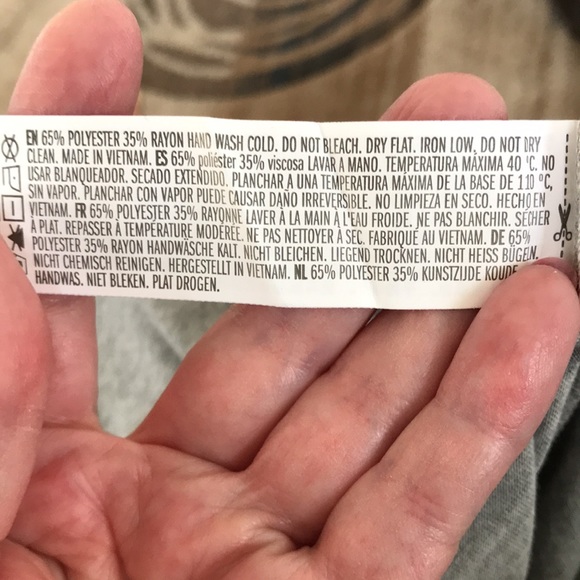 EN 65% POLYESTER 35% RAYON HAND WASH COLD. DO NOT BLEACH. DRY FLAT. IRON LOW, DO NOT DRY
CLEAN. MADE IN VIETNAM. ES 65% poliéster 35% viscosa LAVAR A MANO. TEMPERATURA MÁXIMA 40 °C. NO
USAR BLANQUEADOR. SECADO EXTENDIDO. PLANCHAR A UNA TEMPERATURA MÁXIMA DE LA BASE DE 110 °C,
SIN VAPOR. PLANCHAR CON VAPOR PUEDE CAUSAR DAÑO IRREVERSIBLE. NO LIMPIEZA EN SECO. HECHO EN
VIETNAM. FR 65% POLYESTER 35% RAYONNE LAVER À LA MAIN À L'EAU FROIDE. NE PAS BLANCHIR. SÉCHER
À PLAT. REPASSER À TEMPÉRATURE MODÉRÉE. NE PAS NETTOYER À SEC. FABRIQUÉ AU VIETNAM. DE 65%
POLYESTER 35% RAYON HANDWÄSCHE KALT. NICHT BLEICHEN. LIEGEND TROCKNEN. NICHT HEISS BÜGELN.
NICHT CHEMISCH REINIGEN. HERGESTELLT IN VIETNAM. NL 65% POLYESTER 35% KUNSTZIJDE KOUDE
HANDWAS. NIET BLEKEN. PLAT DROGEN.